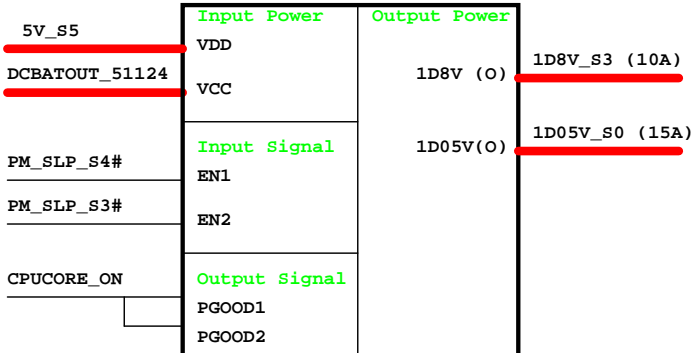 Input Power
Output Power
5V_S5
VDD
1D8V_S3 (10A)
DCBATOUT_51124
1D8V (O)
VCC
1D05V_S0 (15A)
Input Signal
1D05V(O)
PM_SLP_S4#
EN1
PM_SLP_S3#
EN2
CPUCORE_ON
Output Signal
PGOOD1
PGOOD2